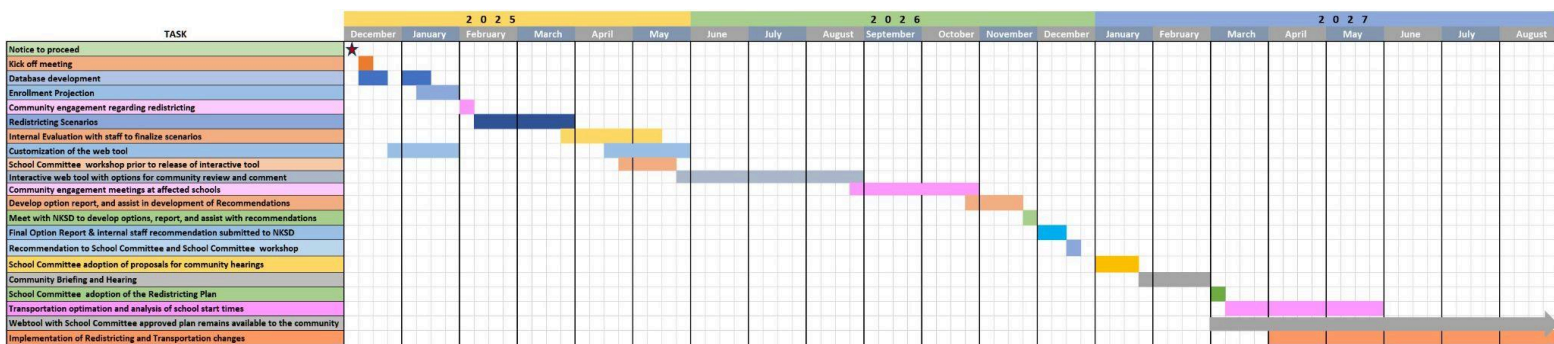 2 0 2 5 2 0 2 6 2 0 2 7
TASK December January February March April May June July August September October November December January February March April May June July August
Notice to proceed
Kick off meeting
Database development
Enrollment Projection
Community engagement regarding redistricting
Redistricting Scenarios
Internal Evaluation with staff to finalize scenarios
Customization of the web tool
School Committee workshop prior to release of interactive tool
Interactive web tool with options for community review and comment
Community engagement meetings at affected schools
Develop option report, and assist in development of Recommendations
Meet with NKSD to develop options, report, and assist with recommendations
Final Option Report & internal staff recommendation submitted to NKSD
Recommendation to School Committee and School Committee workshop
School Committee adoption of proposals for community hearings
Community Briefing and Hearing
School Committee adoption of the Redistricting Plan
Transportation optimation and analysis of school start times
Webtool with School Committee approved plan remains available to the community
Implementation of Redistricting and Transportation changes